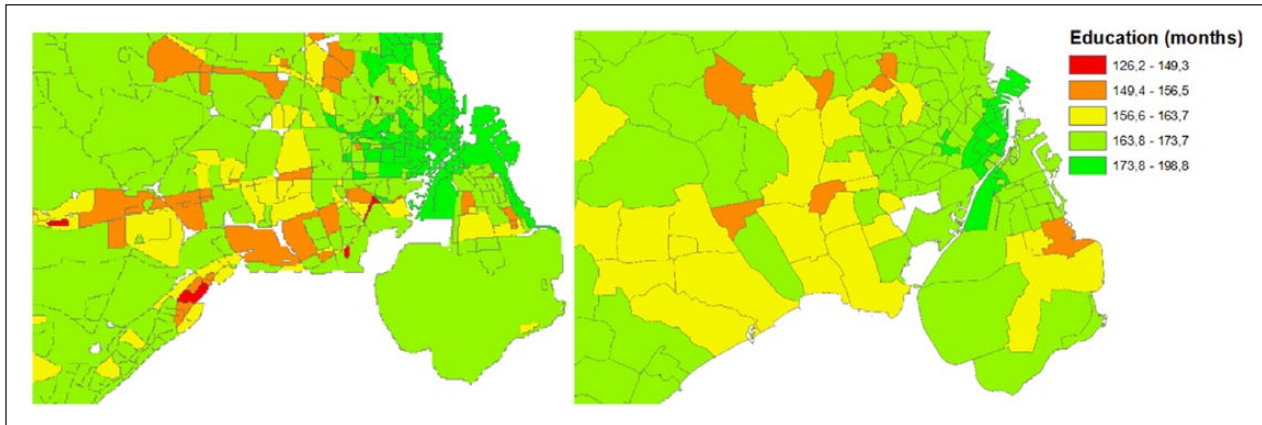 Education (months)
126,2 - 149,3
149,4 - 156,5
156,6 - 163,7
163,8 - 173,7
173,8 - 198,8